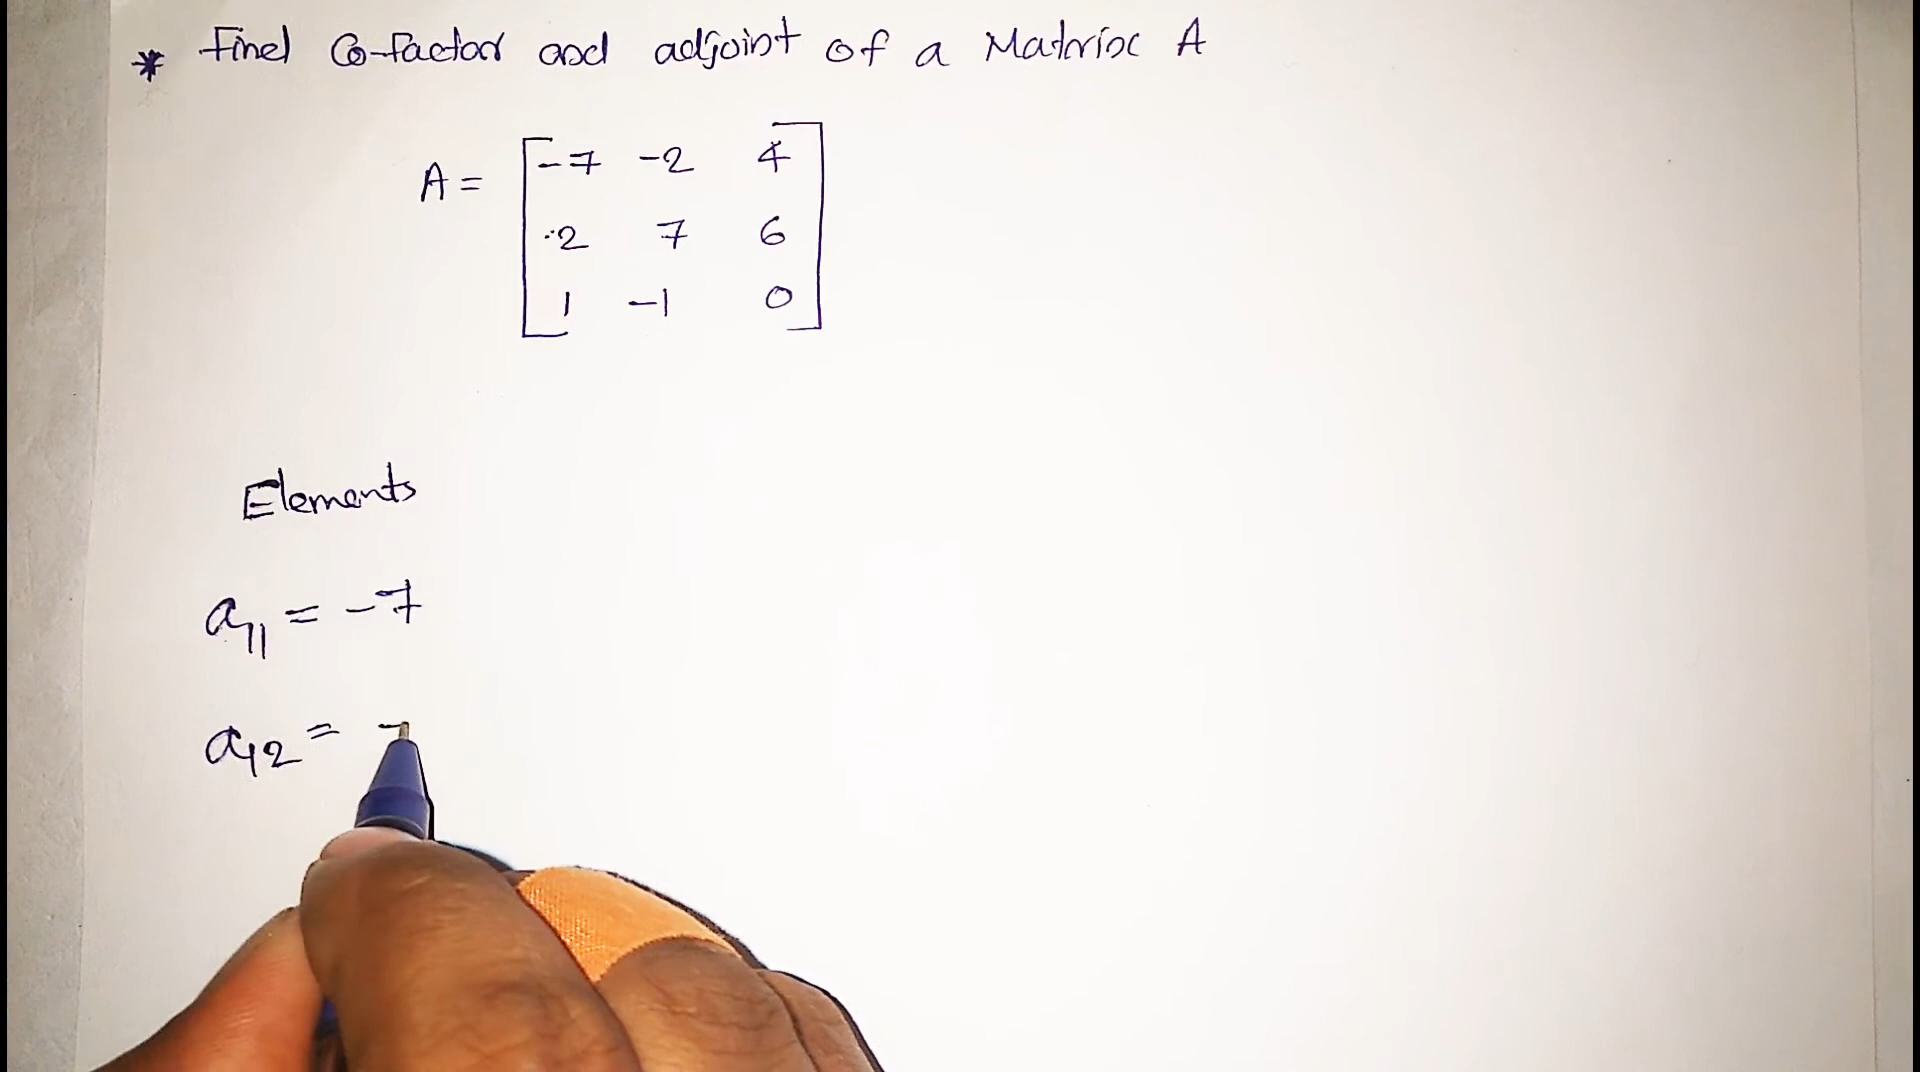 * Find Co-factor and adjoint of a Matrix A
A = [ -7 -2 4
2 7 6
1 -1 0 ]
Elements
a11 = -7
a12 = -